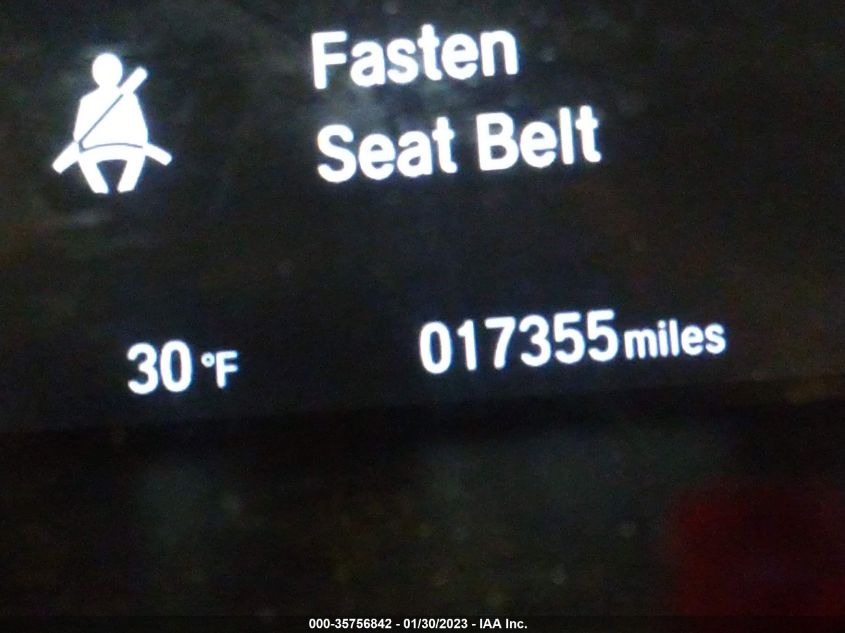 Fasten
Seat Belt
30 °F
017355 miles
000-35756842 - 01/30/2023 - IAA Inc.